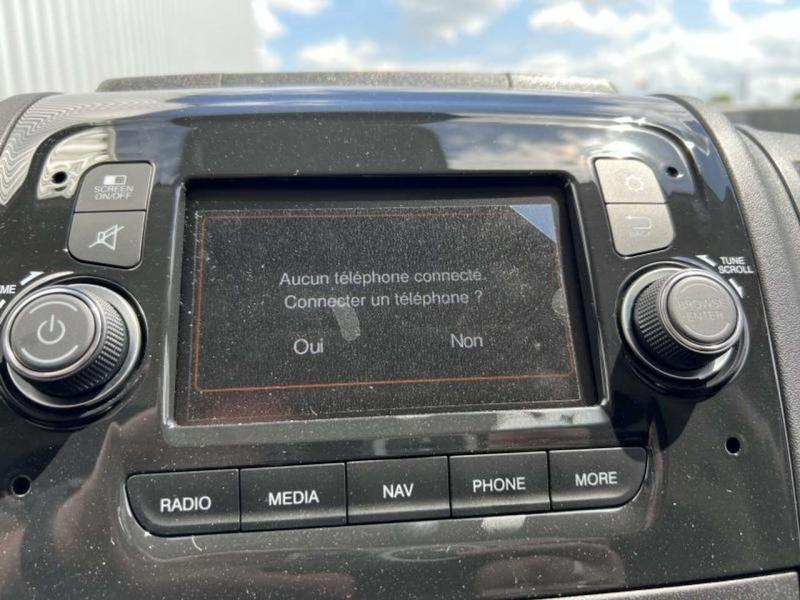 SCREEN
ON/OFF
Aucun téléphone connecté.
Connecter un téléphone ?
Oui
Non
BACK
TUNE
SCROLL
BROWSE
ENTER
RADIO
MEDIA
NAV
PHONE
MORE